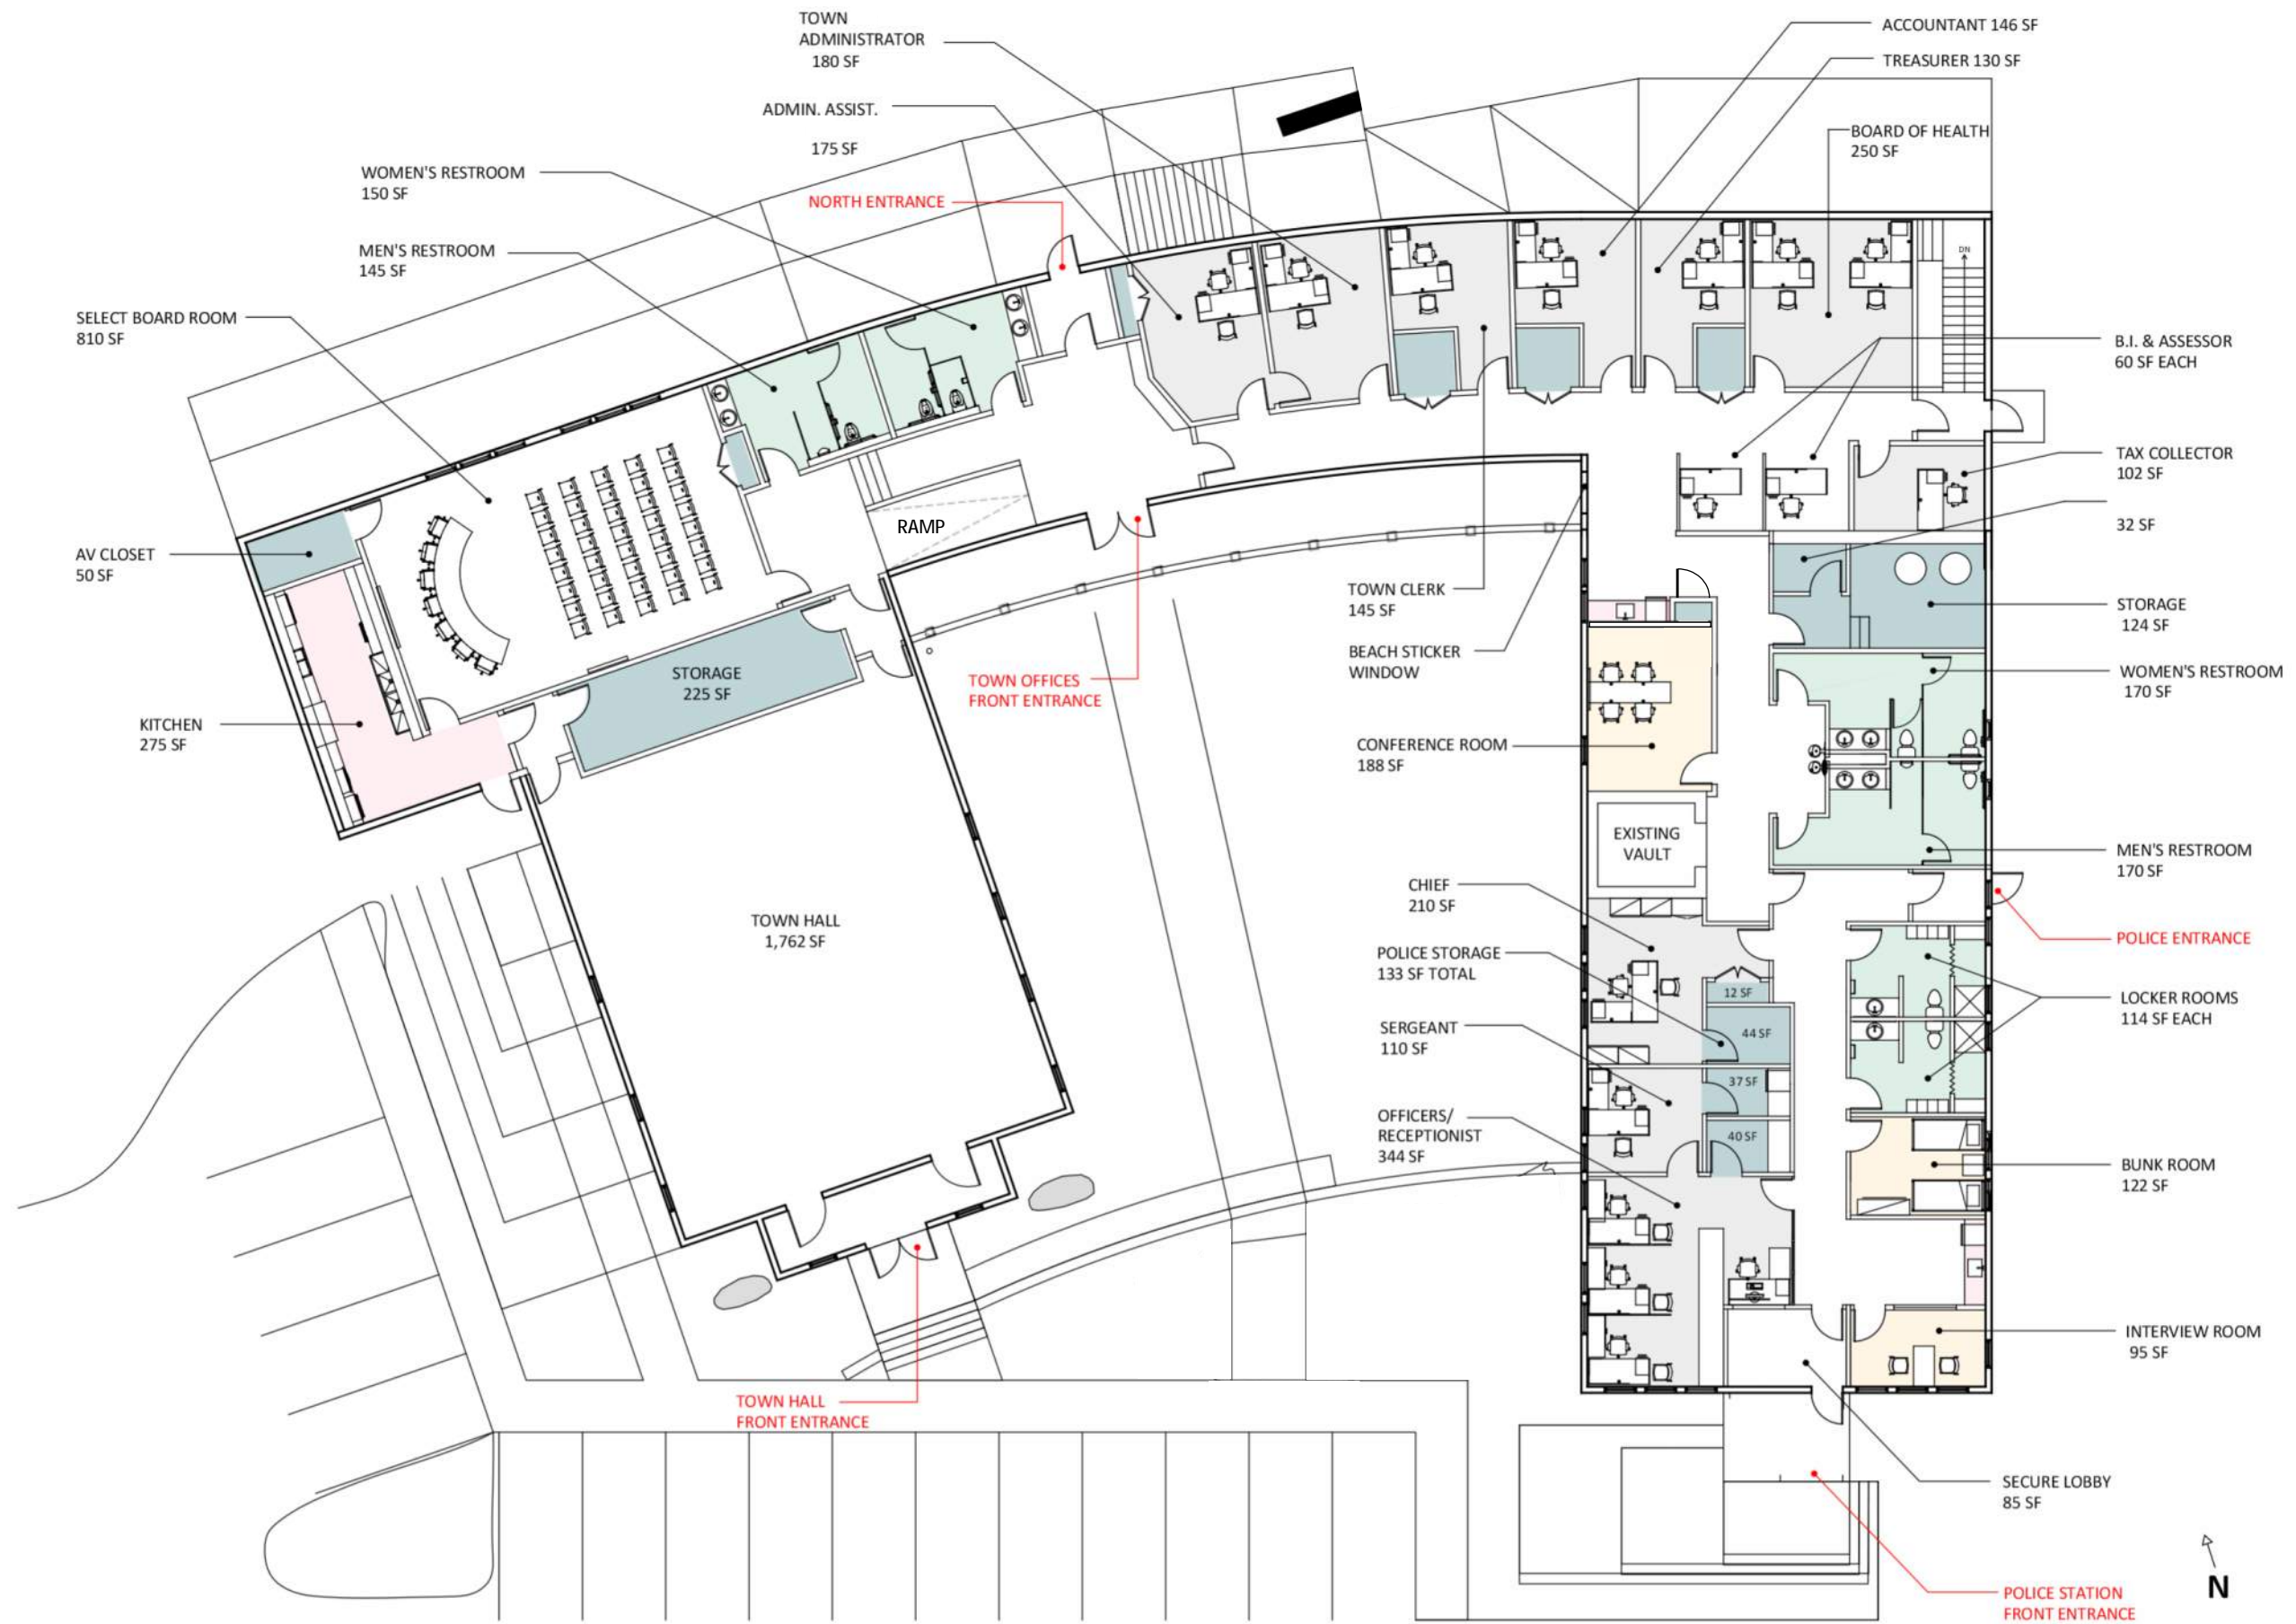 TOWN
ADMINISTRATOR
180 SF
ACCOUNTANT 146 SF
TREASURER 130 SF
ADMIN. ASSIST.
175 SF
BOARD OF HEALTH
250 SF
WOMEN'S RESTROOM
150 SF
NORTH ENTRANCE
MEN'S RESTROOM
145 SF
DN
SELECT BOARD ROOM
810 SF
B.I. & ASSESSOR
60 SF EACH
TAX COLLECTOR
102 SF
RAMP
32 SF
AV CLOSET
50 SF
TOWN CLERK
145 SF
STORAGE
124 SF
BEACH STICKER
WINDOW
STORAGE
225 SF
TOWN OFFICES
FRONT ENTRANCE
WOMEN'S RESTROOM
170 SF
KITCHEN
275 SF
CONFERENCE ROOM
188 SF
EXISTING
VAULT
MEN'S RESTROOM
170 SF
CHIEF
210 SF
TOWN HALL
1,762 SF
POLICE ENTRANCE
POLICE STORAGE
133 SF TOTAL
12 SF
LOCKER ROOMS
114 SF EACH
44 SF
SERGEANT
110 SF
37 SF
OFFICERS/
RECEPTIONIST
344 SF
40 SF
BUNK ROOM
122 SF
INTERVIEW ROOM
95 SF
TOWN HALL
FRONT ENTRANCE
SECURE LOBBY
85 SF
N
POLICE STATION
FRONT ENTRANCE